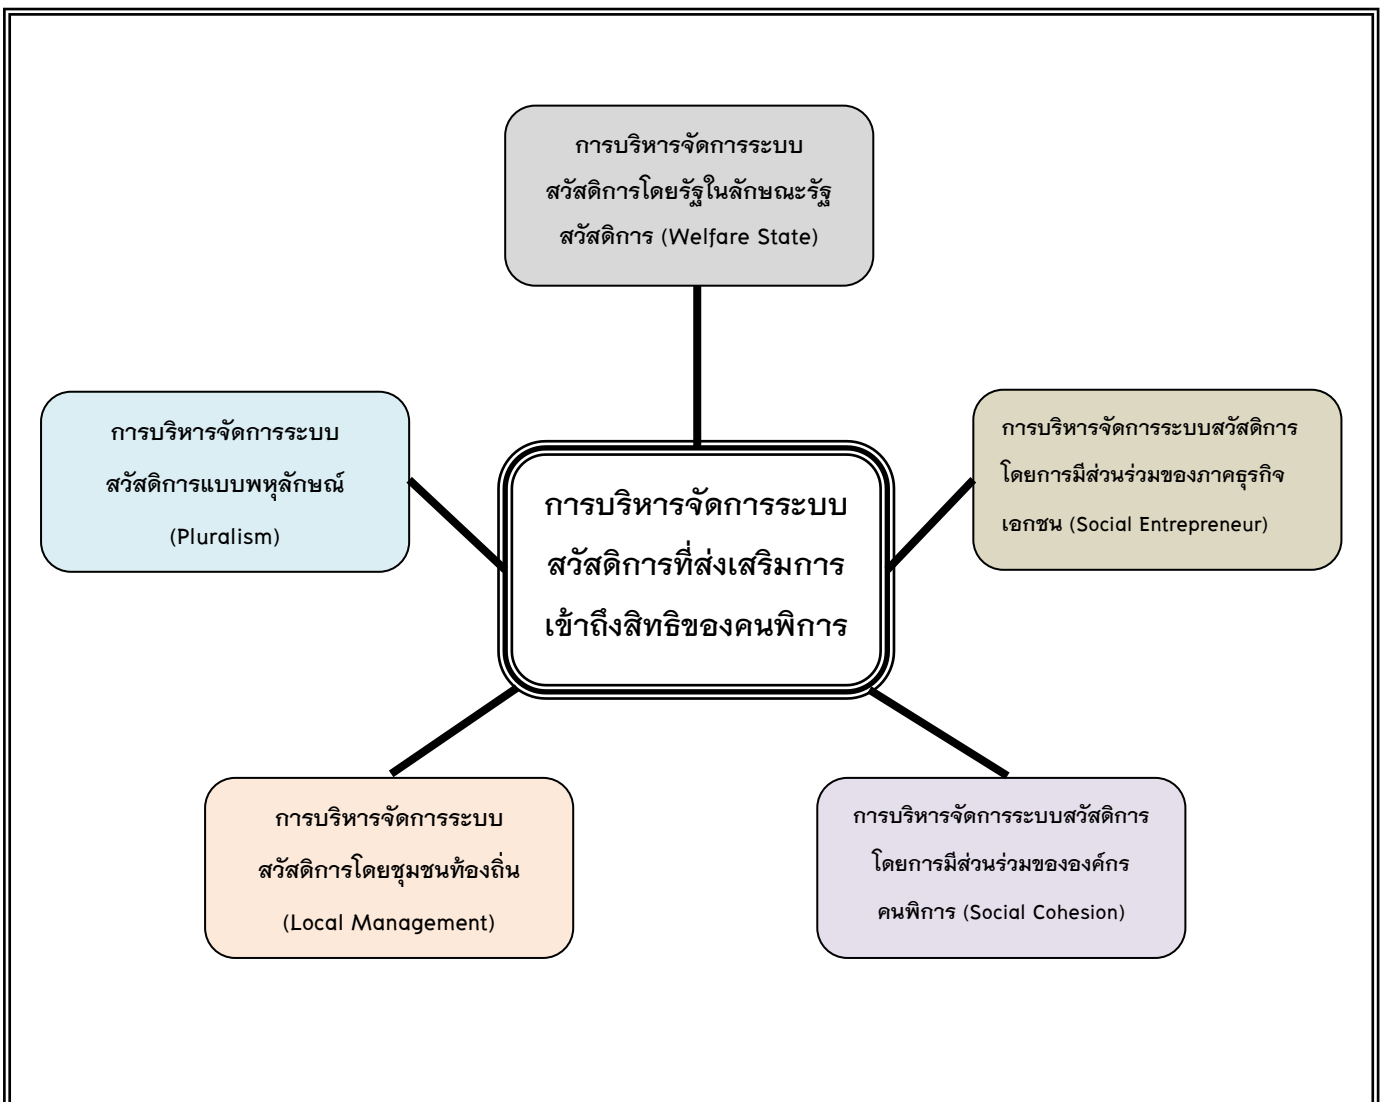 การบริหารจัดการระบบ
สวัสดิการโดยรัฐในลักษณะรัฐ
สวัสดิการ (Welfare State)
การบริหารจัดการระบบ
สวัสดิการแบบพหุลักษณ์
(Pluralism)
การบริหารจัดการระบบสวัสดิการ
โดยการมีส่วนร่วมของภาคธุรกิจ
เอกชน (Social Entrepreneur)
การบริหารจัดการระบบ
สวัสดิการที่ส่งเสริมการ
เข้าถึงสิทธิของคนพิการ
การบริหารจัดการระบบ
สวัสดิการโดยชุมชนท้องถิ่น
(Local Management)
การบริหารจัดการระบบสวัสดิการ
โดยการมีส่วนร่วมขององค์กร
คนพิการ (Social Cohesion)